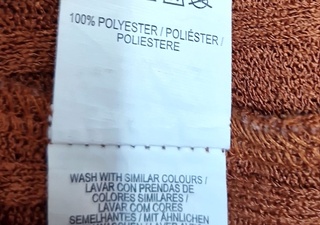 100% POLYESTER / POLIÉSTER /
POLIESTERE
WASH WITH SIMILAR COLOURS /
LAVAR CON PRENDAS DE
COLORES SIMILARES /
LAVAR COM CORES
SEMELHANTES / MIT ÄHNLICHEN